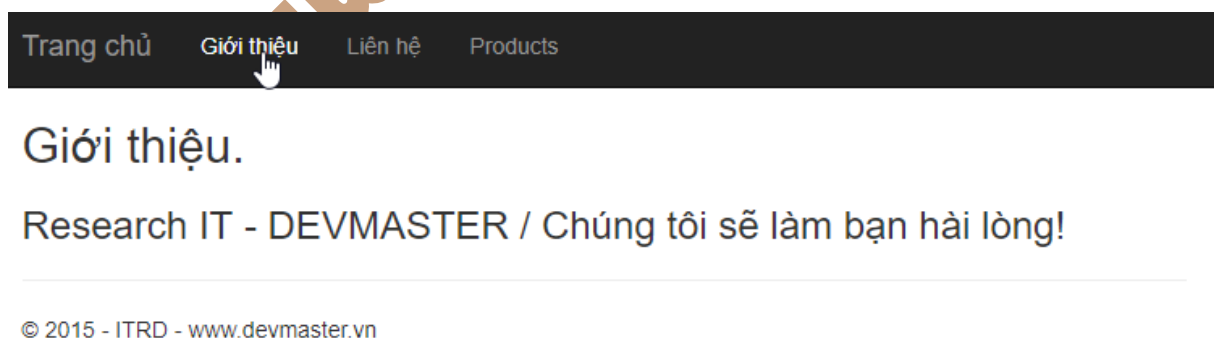 Trang chủ Giới thiệu Liên hệ Products
Giới thiệu.
Research IT - DEVMASTER / Chúng tôi sẽ làm bạn hài lòng!
© 2015 - ITRD - www.devmaster.vn